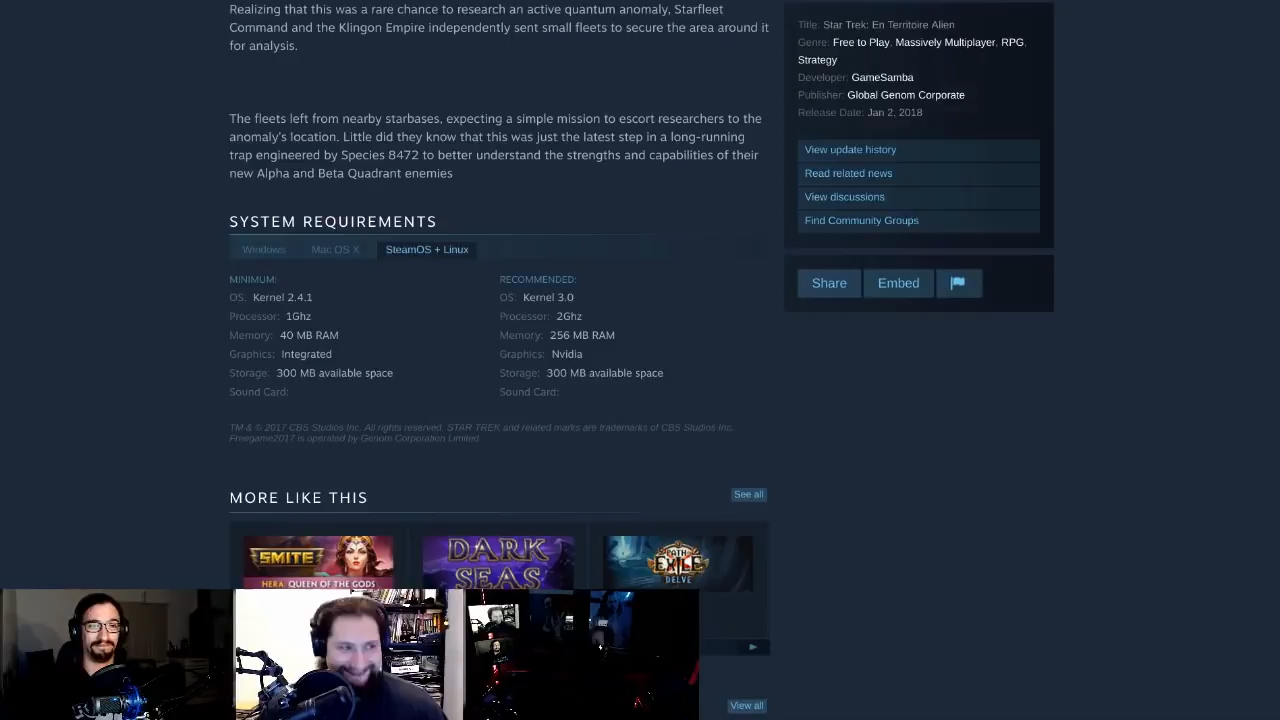 Realizing that this was a rare chance to research an active quantum anomaly, Starfleet
Command and the Klingon Empire independently sent small fleets to secure the area around it
for analysis.
The fleets left from nearby starbases, expecting a simple mission to escort researchers to the
anomaly's location. Little did they know that this was just the latest step in a long-running
trap engineered by Species 8472 to better understand the strengths and capabilities of their
new Alpha and Beta Quadrant enemies
SYSTEM REQUIREMENTS
Windows Mac OS X SteamOS + Linux
MINIMUM:
OS: Kernel 2.4.1
Processor: 1Ghz
Memory: 40 MB RAM
Graphics: Integrated
Storage: 300 MB available space
Sound Card:
RECOMMENDED:
OS: Kernel 3.0
Processor: 2Ghz
Memory: 256 MB RAM
Graphics: Nvidia
Storage: 300 MB available space
Sound Card:
TM & © 2017 CBS Studios Inc. All rights reserved. STAR TREK and related marks are trademarks of CBS Studios Inc.
Freegame2017 is operated by Genom Corporation Limited
MORE LIKE THIS
See all
SMITE
HERA: QUEEN OF THE GODS
DARK
SEAS
PATH
EXILE
DELVE
View all
Title: Star Trek: En Territoire Alien
Genre: Free to Play, Massively Multiplayer, RPG,
Strategy
Developer: GameSamba
Publisher: Global Genom Corporate
Release Date: Jan 2, 2018
View update history
Read related news
View discussions
Find Community Groups
Share Embed